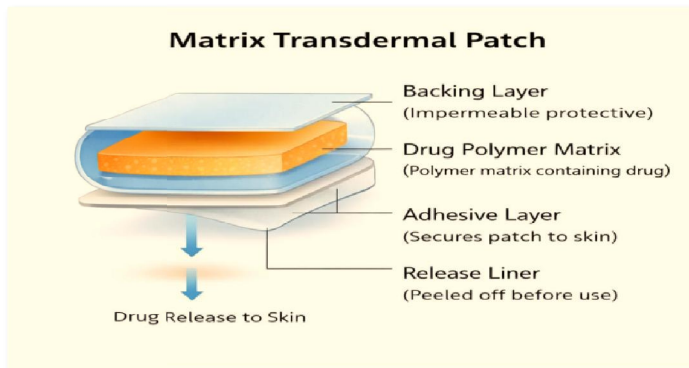 Matrix Transdermal Patch
Backing Layer
(Impermeable protective)
Drug Polymer Matrix
(Polymer matrix containing drug)
Adhesive Layer
(Secures patch to skin)
Release Liner
(Peeled off before use)
Drug Release to Skin